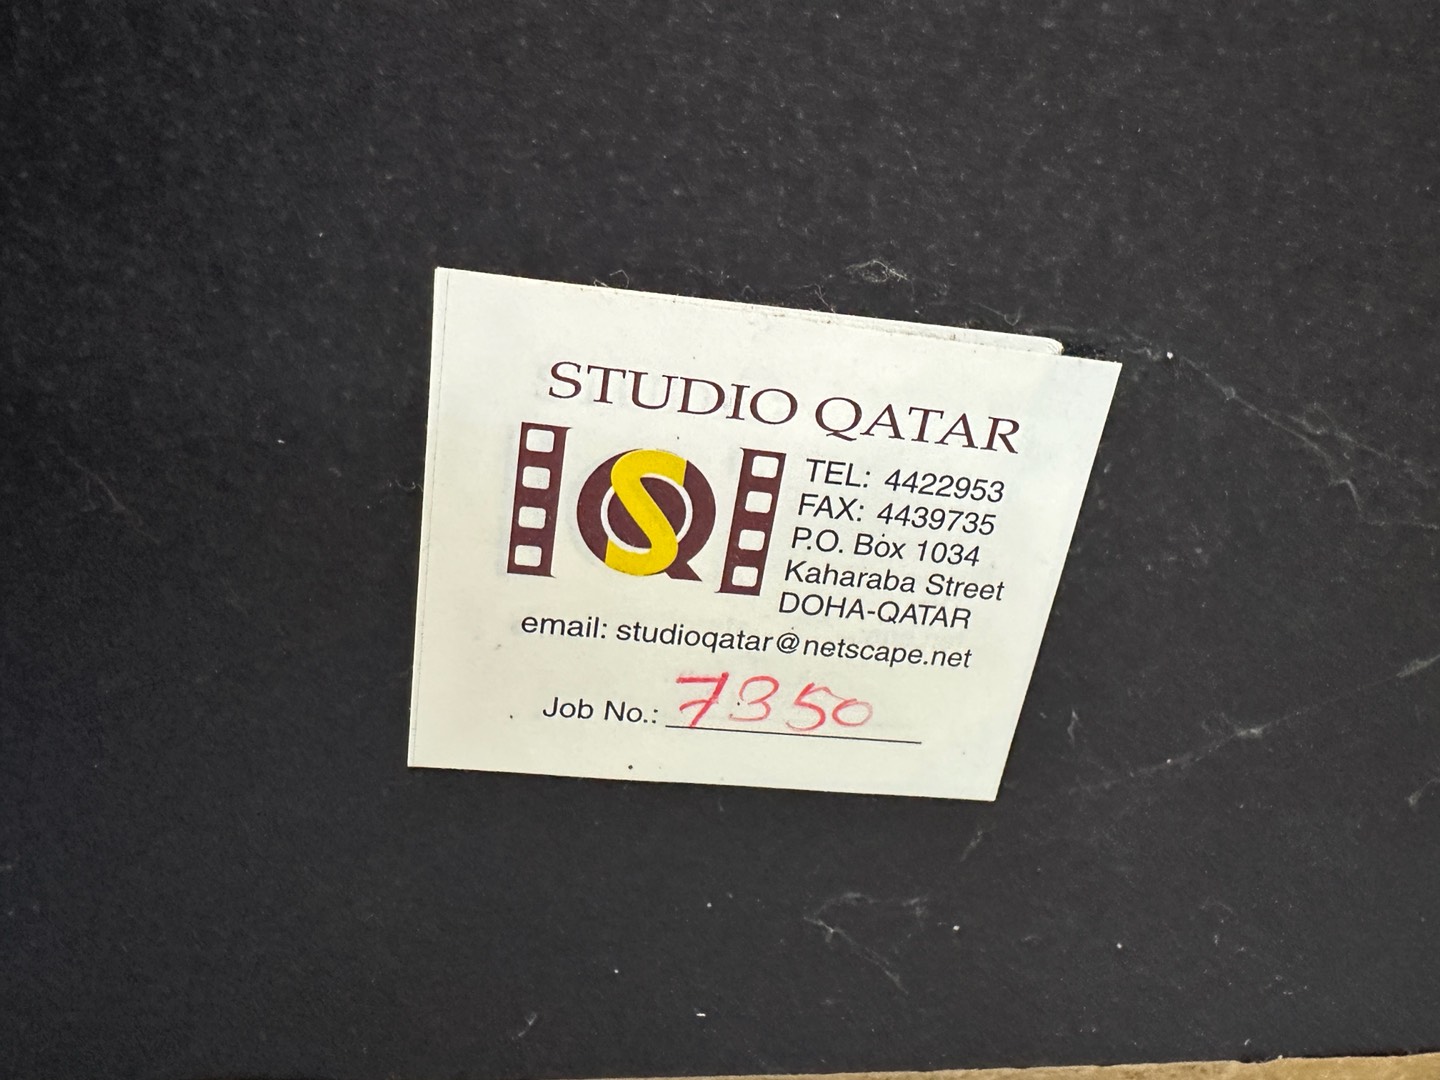 STUDIO QATAR
SQ
TEL: 4422953
FAX: 4439735
P.O. Box 1034
Kaharaba Street
DOHA-QATAR
email: studioqatar@netscape.net
Job No.: 7350